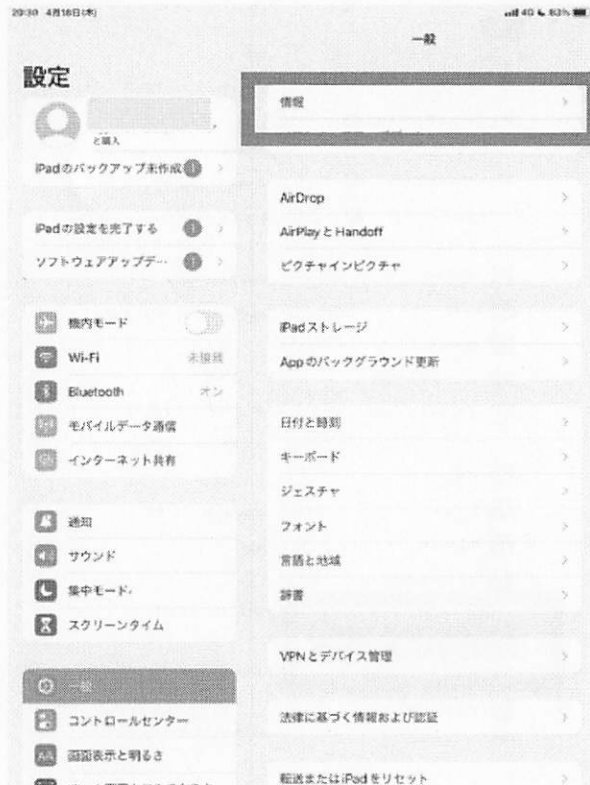 20:30 4月18日(木)
4G 83%
一般
設定
と購入
iPadのバックアップ未作成 1
iPadの設定を完了する 1
ソフトウェアアップデー… 1
機内モード
Wi-Fi 未接続
Bluetooth オン
モバイルデータ通信
インターネット共有
通知
サウンド
集中モード
スクリーンタイム
一般
コントロールセンター
AA 画面表示と明るさ
情報
AirDrop
AirPlayとHandoff
ピクチャインピクチャ
iPadストレージ
Appのバックグラウンド更新
日付と時刻
キーボード
ジェスチャ
フォント
言語と地域
辞書
VPNとデバイス管理
法律に基づく情報および認証
転送またはiPadをリセット